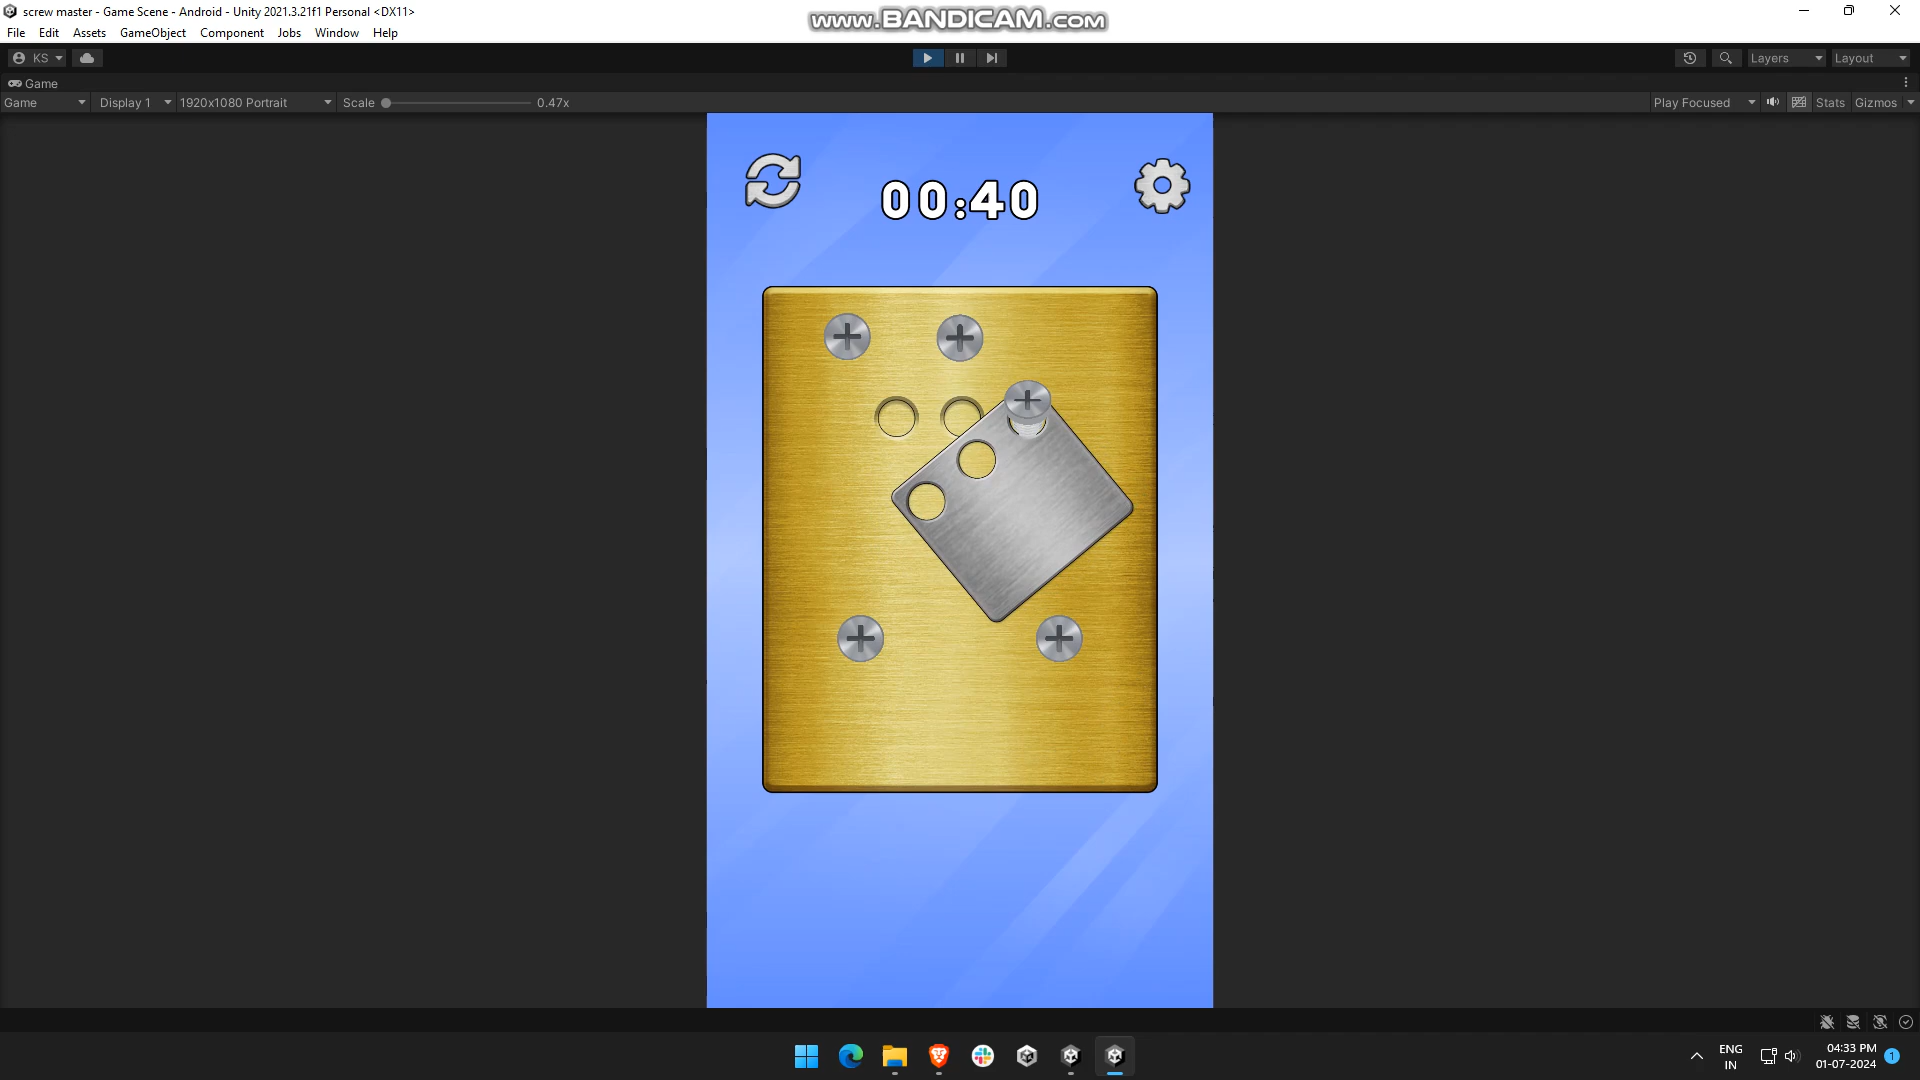 screw master - Game Scene - Android - Unity 2021.3.21f1 Personal <DX11>
www.BANDICAM.com
File Edit Assets GameObject Component Jobs Window Help
KS
Layers
Layout
Game
Game
Display 1
1920x1080 Portrait
Scale
0.47x
Play Focused
Stats
Gizmos
00:40
ENG
IN
04:33 PM
01-07-2024
1